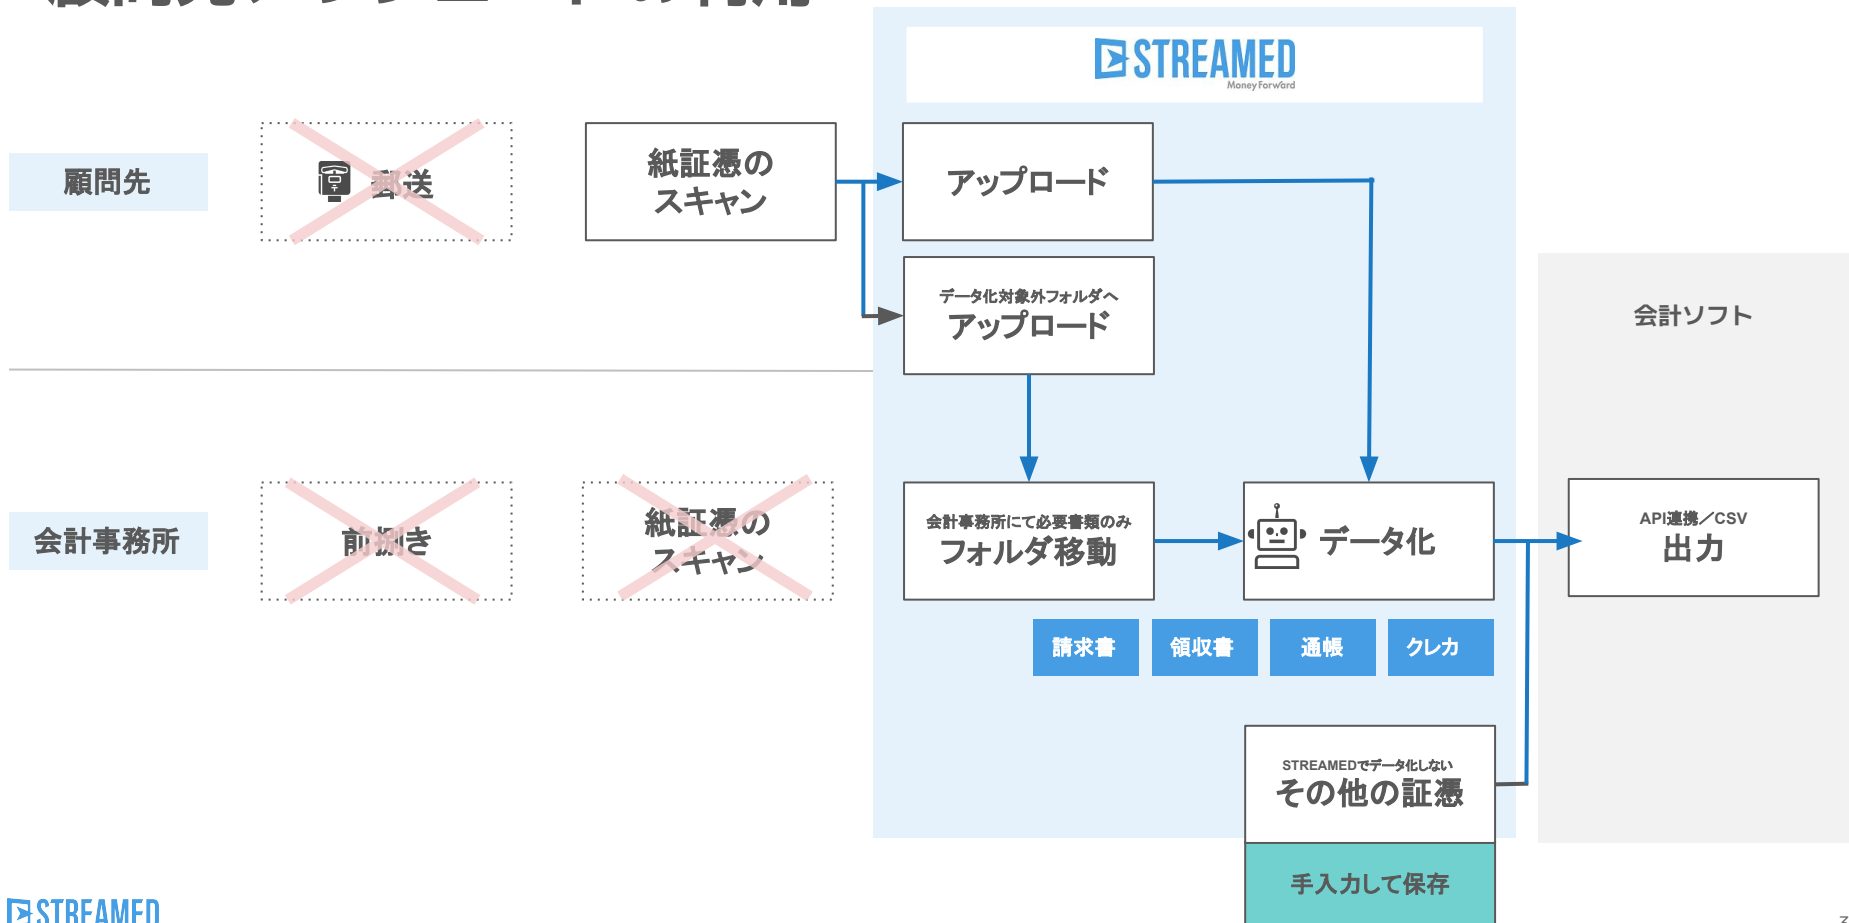 STREAMED
Money Forward
顧問先
郵送
紙証憑の
スキャン
アップロード
データ化対象外フォルダへ
アップロード
会計ソフト
会計事務所
前捌き
紙証憑の
スキャン
会計事務所にて必要書類のみ
フォルダ移動
データ化
API連携／CSV
出力
請求書
領収書
通帳
クレカ
STREAMEDでデータ化しない
その他の証憑
手入力して保存
STREAMED